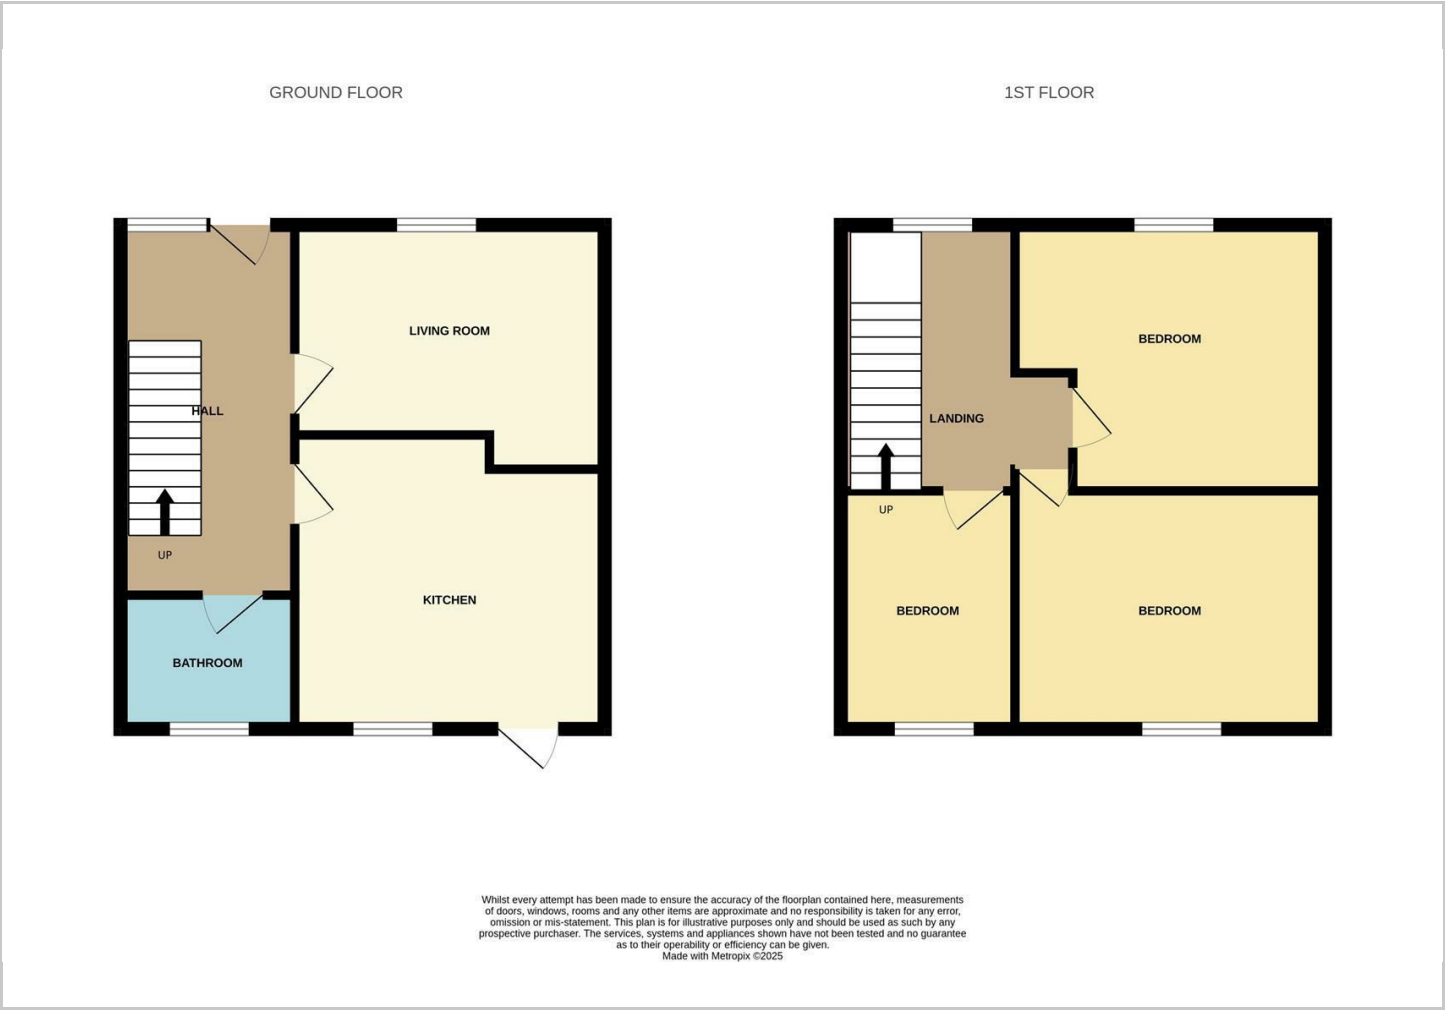 GROUND FLOOR
1ST FLOOR
LIVING ROOM
HALL
UP
KITCHEN
BATHROOM
BEDROOM
LANDING
UP
BEDROOM
BEDROOM
Whilst every attempt has been made to ensure the accuracy of the floorplan contained here, measurements
of doors, windows, rooms and any other items are approximate and no responsibility is taken for any error,
omission or mis-statement. This plan is for illustrative purposes only and should be used as such by any
prospective purchaser. The services, systems and appliances shown have not been tested and no guarantee
as to their operability or efficiency can be given.
Made with Metropix ©2025